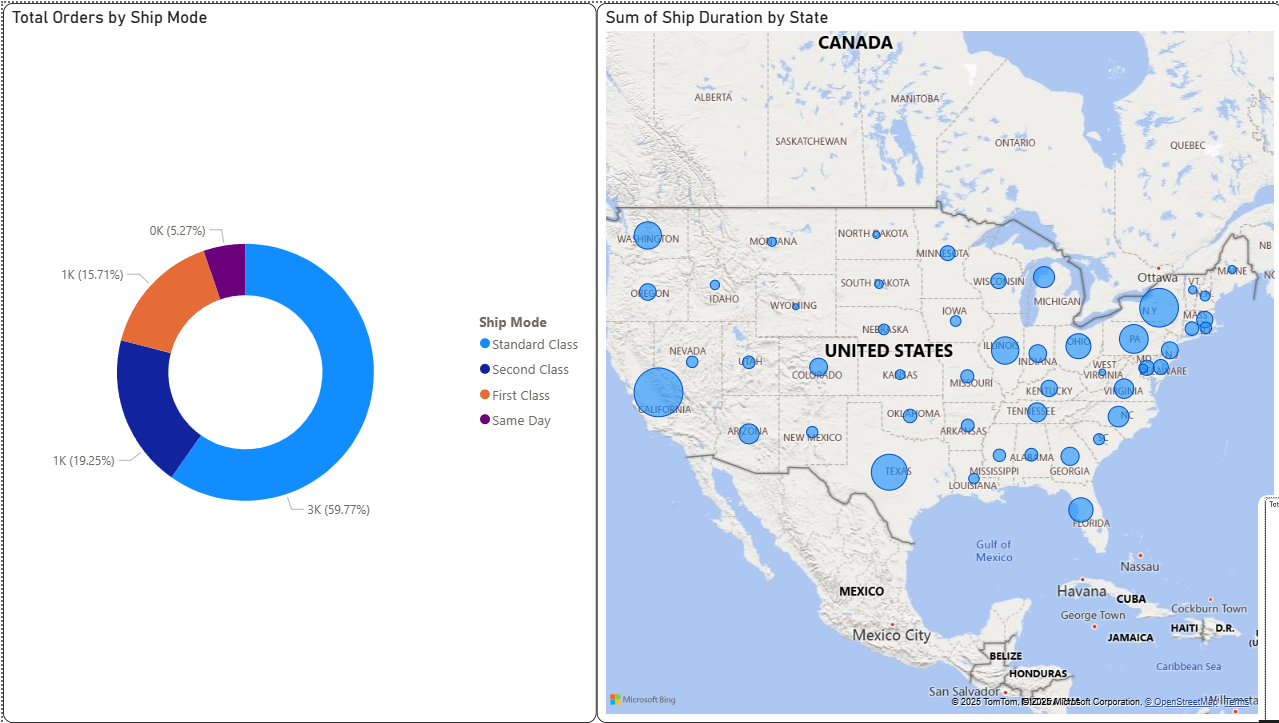 Total Orders by Ship Mode
0K (5.27%)
1K (15.71%)
1K (19.25%)
3K (59.77%)
Ship Mode
Standard Class
Second Class
First Class
Same Day
Sum of Ship Duration by State
CANADA
ALBERTA
MANITOBA
SASKATCHEWAN
ONTARIO
QUEBEC
WASHINGTON
MONTANA
NORTH DAKOTA
MINNESOTA
NB
Ottawa
MAINE
OREGON
IDAHO
SOUTH DAKOTA
WISCONSIN
MICHIGAN
VT.
WYOMING
IOWA
N.Y.
MASS
NEBRASKA
NEVADA
UTAH
UNITED STATES
ILLINOIS
INDIANA
OHIO
PA
N.J.
COLORADO
KANSAS
MISSOURI
WEST
VIRGINIA
MD
DELAWARE
KENTUCKY
VIRGINIA
CALIFORNIA
OKLAHOMA
TENNESSEE
NC
ARIZONA
NEW MEXICO
ARKANSAS
SC
TEXAS
MISSISSIPPI
ALABAMA
GEORGIA
LOUISIANA
FLORIDA
Gulf of
Mexico
Nassau
MEXICO
Havana
CUBA
George Town
Cockburn Town
Mexico City
JAMAICA
HAITI
D.R.
BELIZE
Caribbean Sea
HONDURAS
San Salvador
Microsoft Bing
© 2025 TomTom, © 2025 Microsoft Corporation, © OpenStreetMap Terms